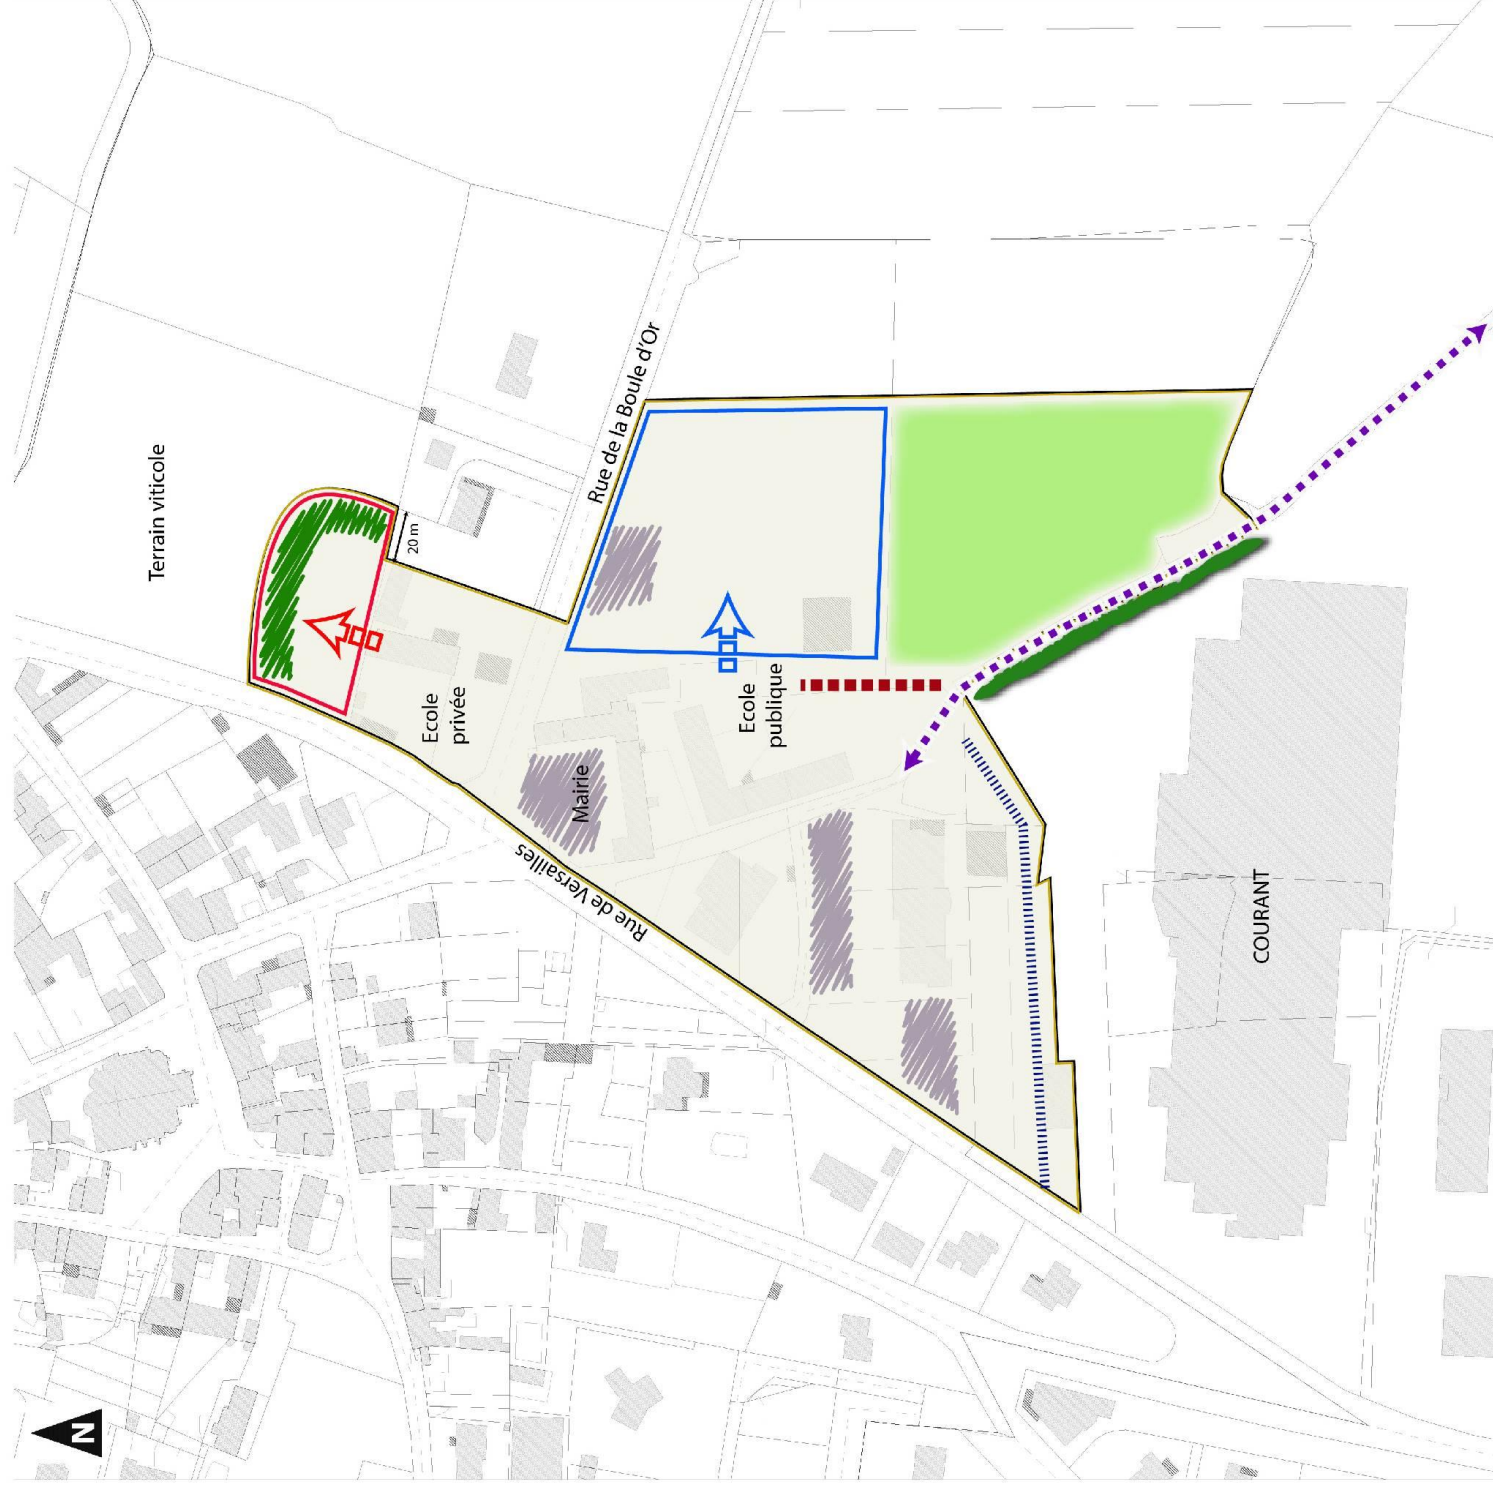 Terrain viticole
20 m
Rue de la Boule d'Or
Ecole
privée
Ecole
publique
Mairie
Rue de Versailles
COURANT
N